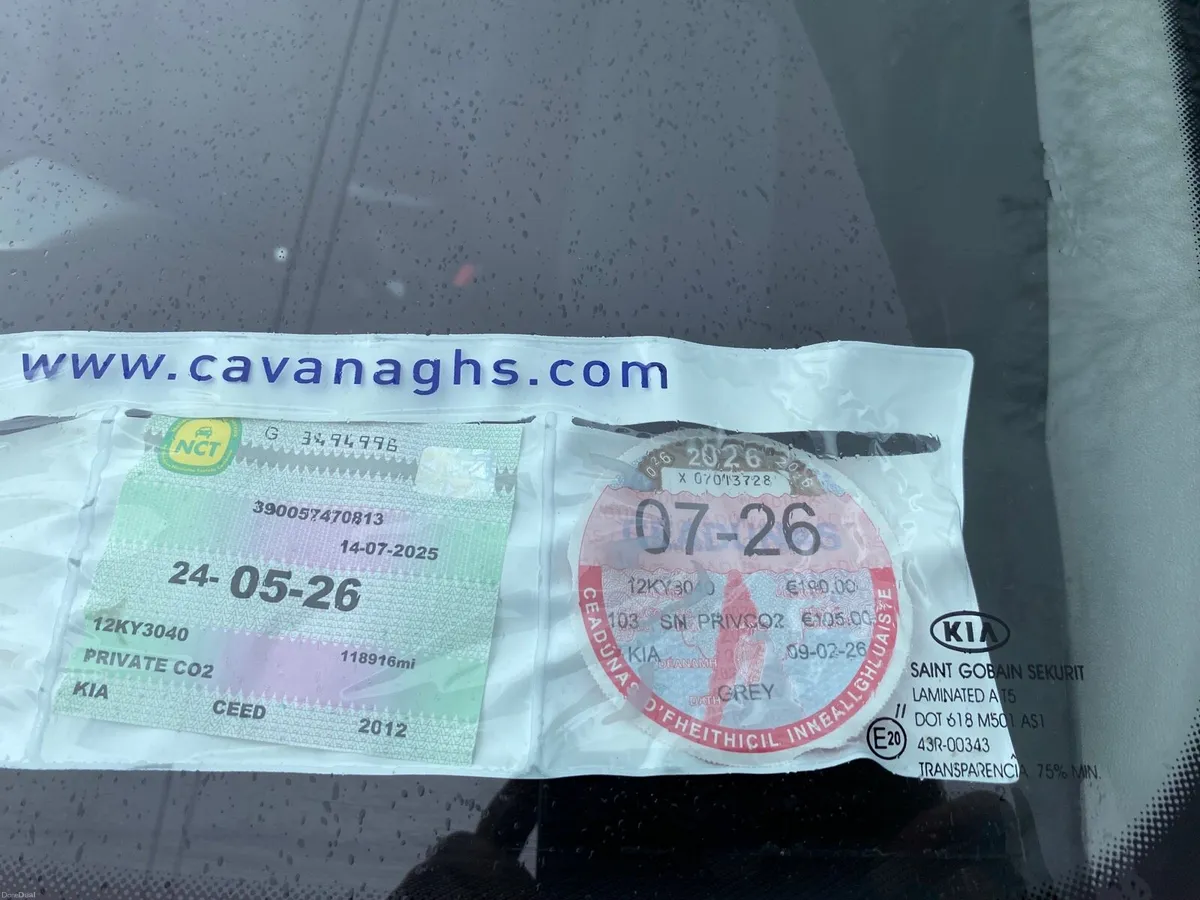 www.cavanaghs.com
NCT
G 3494996
390057470813
14-07-2025
24-05-26
12KY3040
PRIVATE CO2
118916mi
KIA
CEED
2012
2026
X 07013728
07-26
12KY3040 €190.00
103 SN PRIVCO2 €105.00
KIA 09-02-26
GREY
CEADÚNAS D'FHEITHICIL INNEALLGHLUAISTE
KIA
SAINT GOBAIN SEKURIT
LAMINATED
DOT 618 M501 AS1
E20
43R-00343
TRANSPARENCIA 75% MIN.
DoneDeal